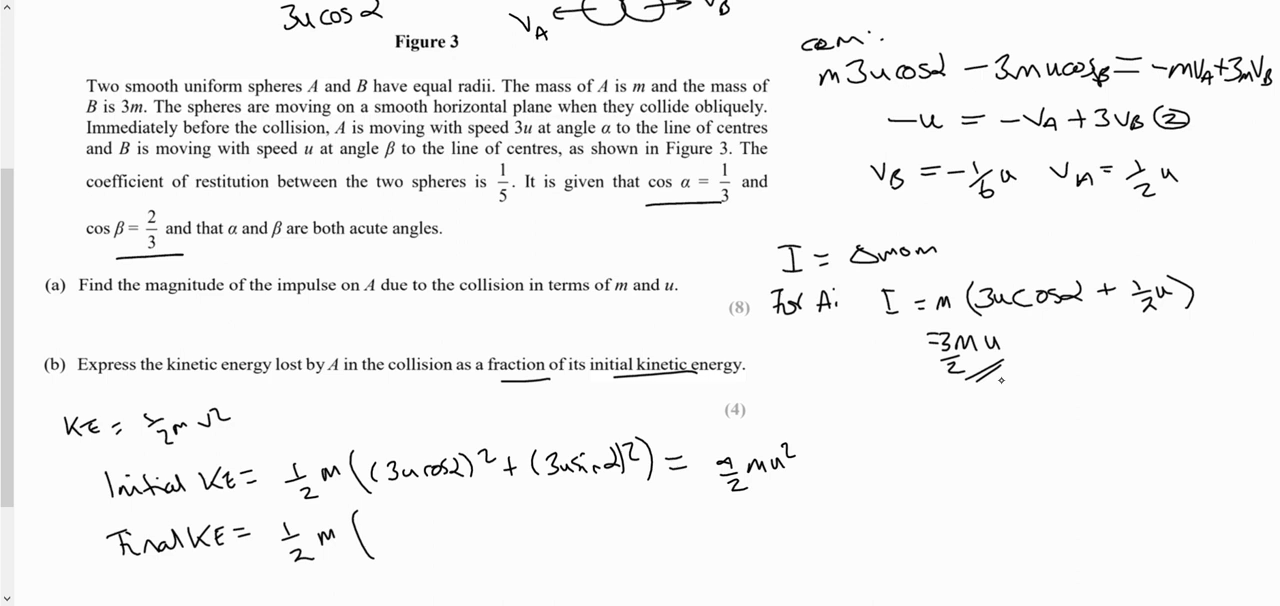 3u cos α
V_A
V_B
Figure 3
Two smooth uniform spheres A and B have equal radii. The mass of A is m and the mass of
B is 3m. The spheres are moving on a smooth horizontal plane when they collide obliquely.
Immediately before the collision, A is moving with speed 3u at angle α to the line of centres
and B is moving with speed u at angle β to the line of centres, as shown in Figure 3. The
coefficient of restitution between the two spheres is 1/5. It is given that cos α = 1/3 and
cos β = 2/3 and that α and β are both acute angles.
(a) Find the magnitude of the impulse on A due to the collision in terms of m and u.
(8)
(b) Express the kinetic energy lost by A in the collision as a fraction of its initial kinetic energy.
(4)
KE = 1/2 m v²
Initial KE = 1/2 m ((3u cos α)² + (3u sin α)²) = 9/2 mu²
Final KE = 1/2 m (
com:
m3u cos α - 3mu cos β = -mV_A + 3mV_B
-u = -V_A + 3V_B ②
V_B = -1/6 u V_A = 1/2 u
I = Δmom
For A: I = m (3u cos α + 1/2 u)
= 3mu/2